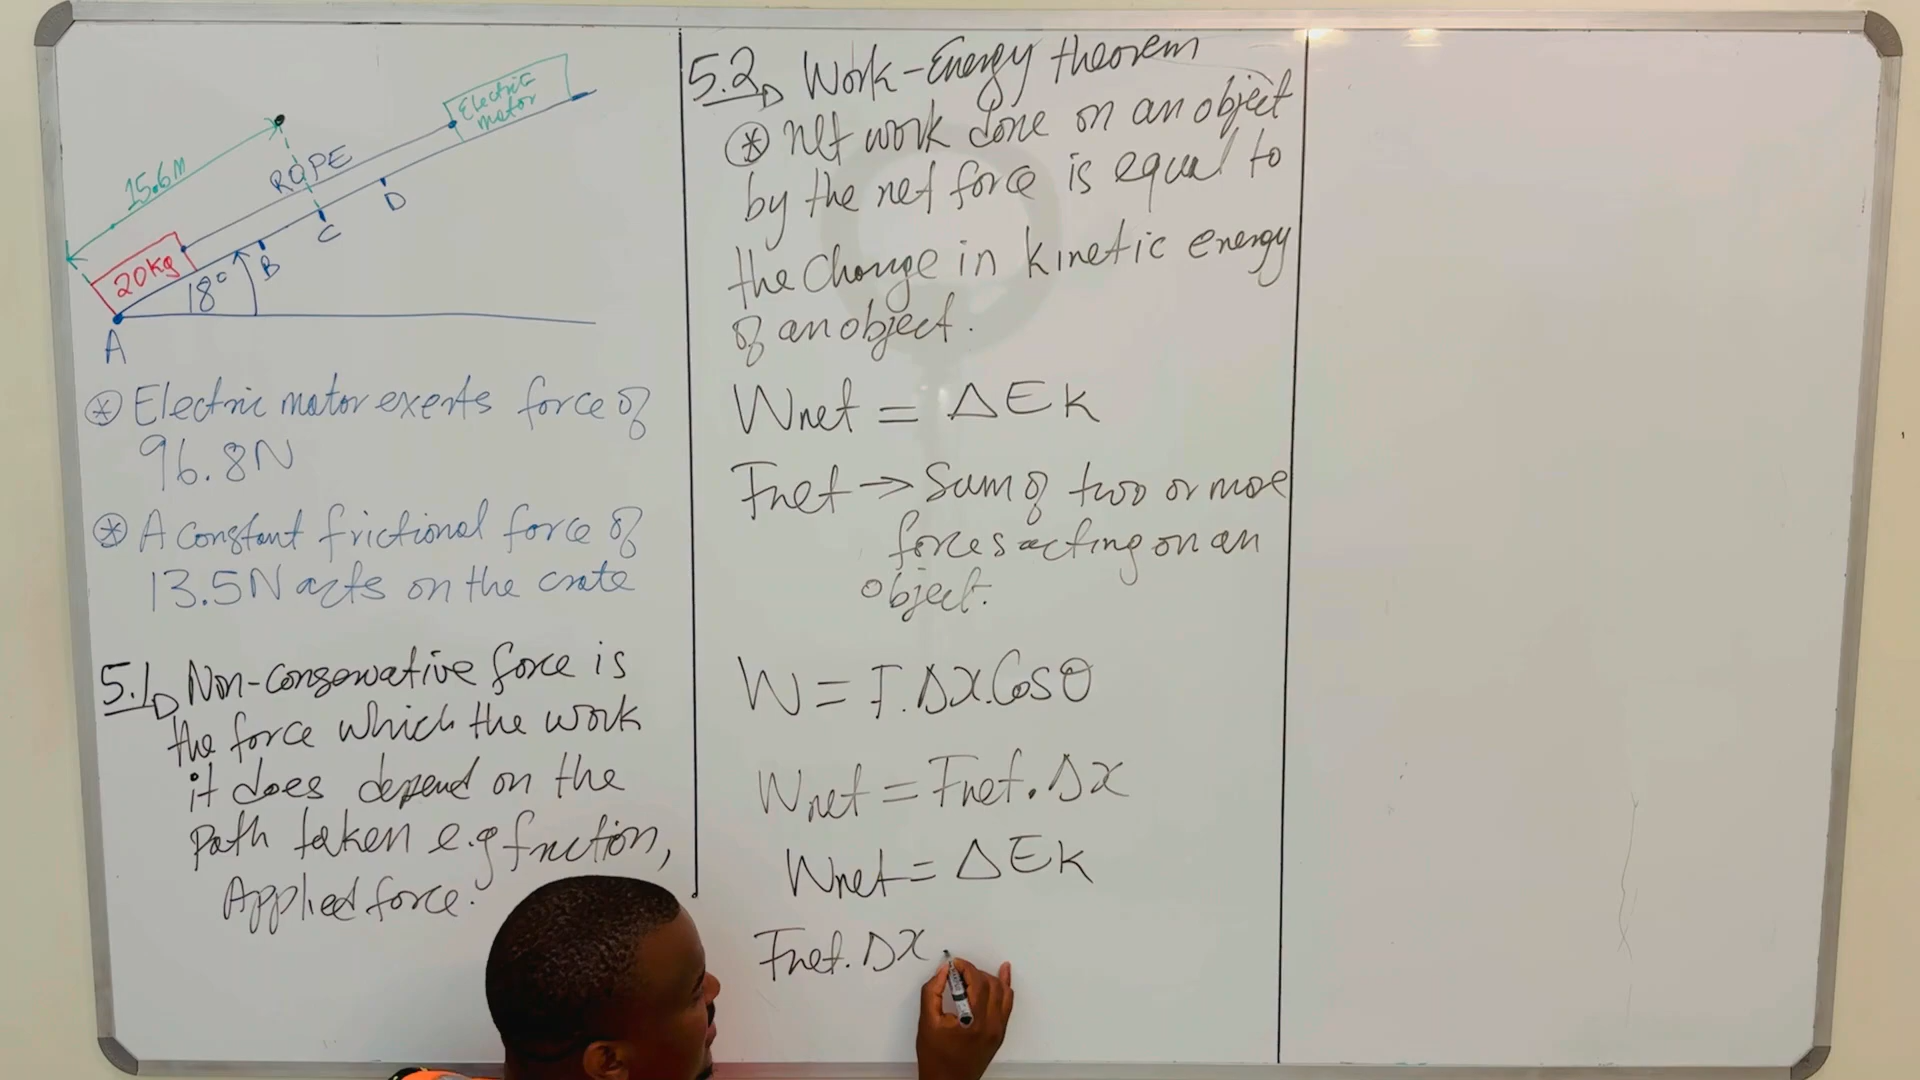 Electric
motor
15.6M
ROPE
D
C
B
20kg
18°
A
⊛ Electric motor exerts force of
96.8N
⊛ A constant frictional force of
13.5N acts on the crate
5.1 Non-conservative force is
the force which the work
it does depend on the
Path taken e.g friction,
Applied force.
5.2 Work-Energy theorem
⊛ Net work done on an object
by the net force is equal to
the change in kinetic energy
of an object.
Wnet = ΔEK
Fnet → Sum of two or more
forces acting on an
object.
W = F.Δx.Cosθ
Wnet = Fnet.Δx
Wnet = ΔEK
Fnet.Δx